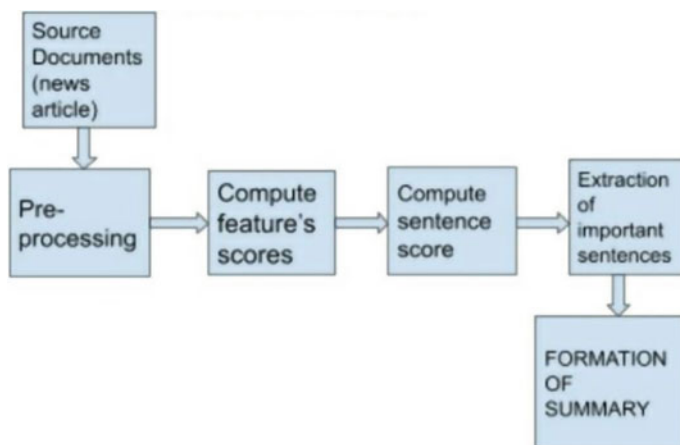 Source
Documents
(news
article)
Pre-
processing
Compute
feature's
scores
Compute
sentence
score
Extraction
of
important
sentences
FORMATION
OF
SUMMARY